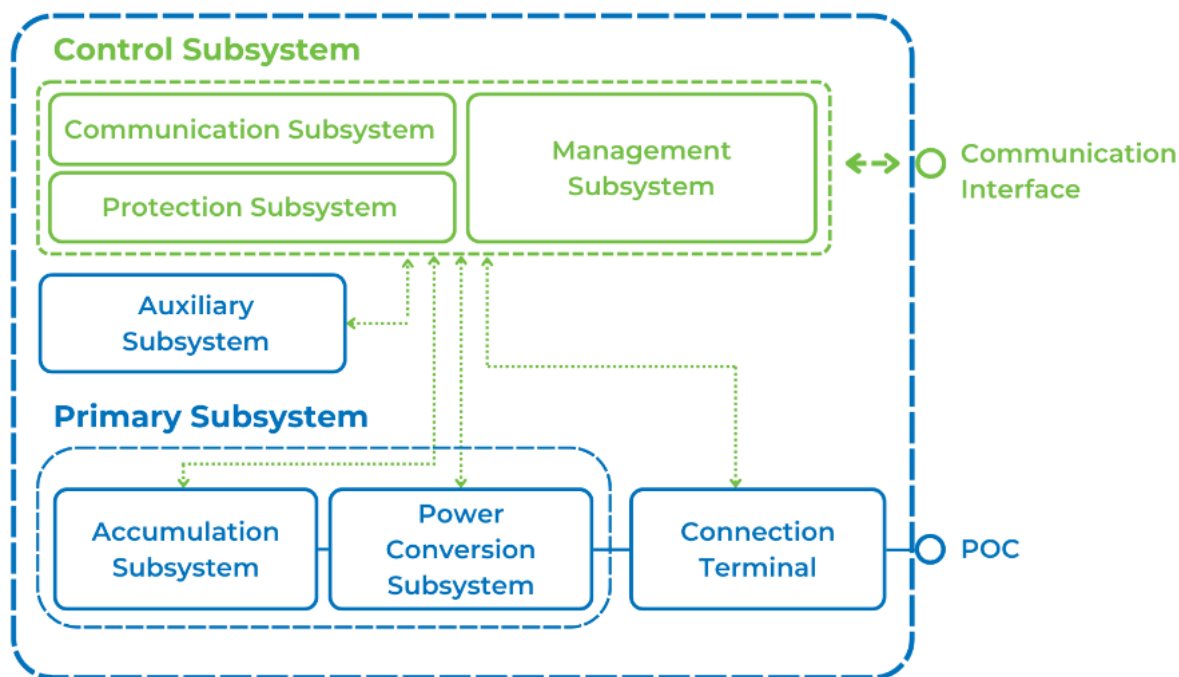 Control Subsystem
Communication Subsystem
Protection Subsystem
Management
Subsystem
Communication
Interface
Auxiliary
Subsystem
Primary Subsystem
Accumulation
Subsystem
Power
Conversion
Subsystem
Connection
Terminal
POC